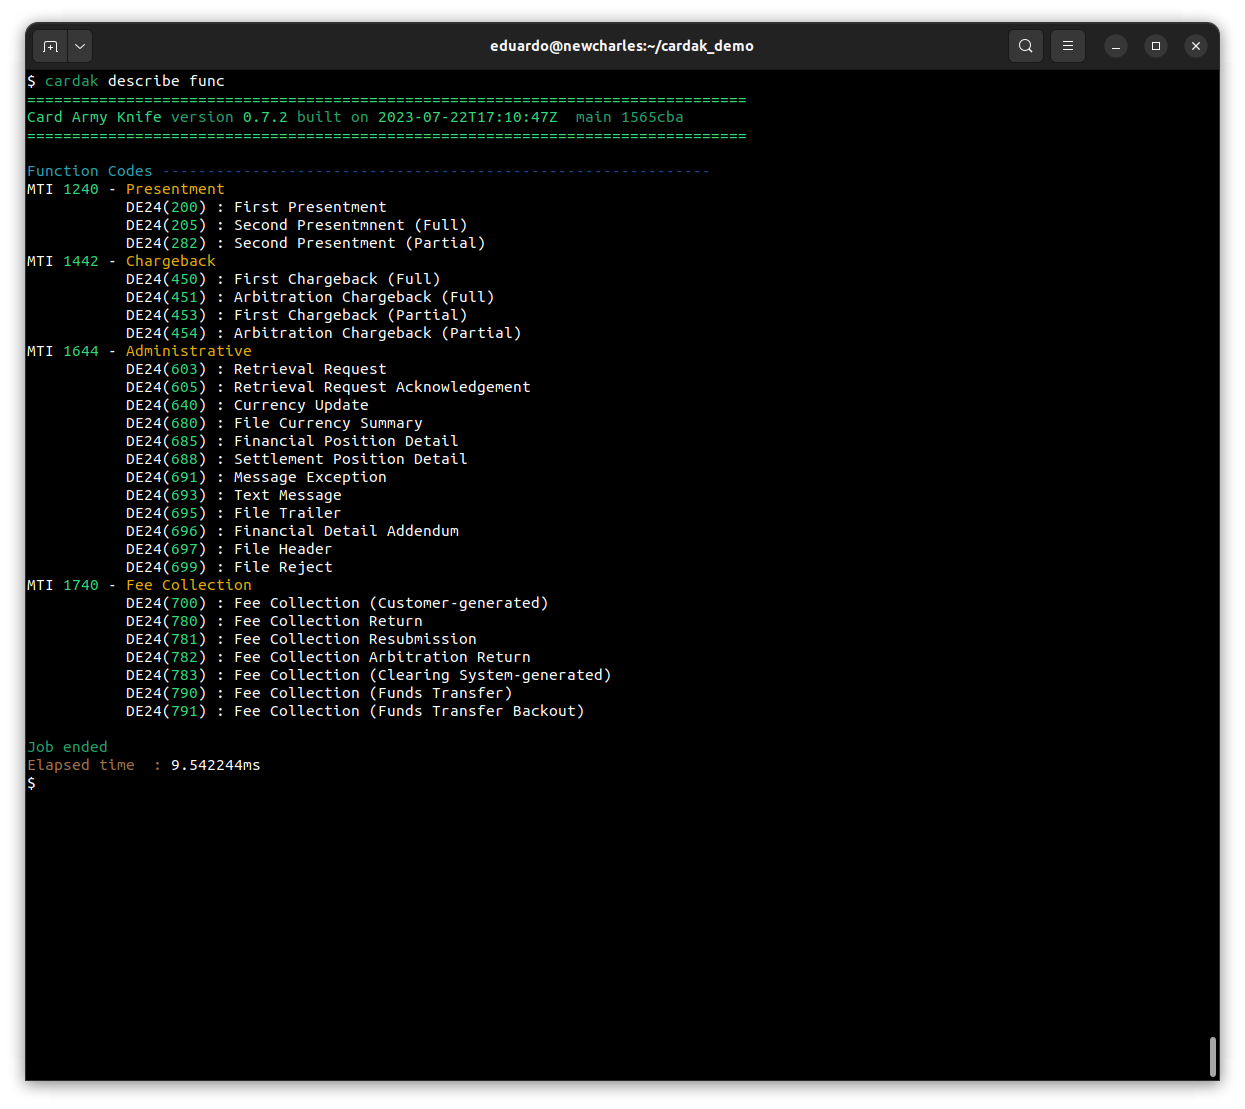 eduardo@newcharles:~/cardak_demo
$ cardak describe func
================================================================================
Card Army Knife version 0.7.2 built on 2023-07-22T17:10:47Z  main 1565cba
================================================================================
Function Codes -------------------------------------------------------------
MTI 1240 - Presentment
DE24(200) : First Presentment
DE24(205) : Second Presentmnent (Full)
DE24(282) : Second Presentment (Partial)
MTI 1442 - Chargeback
DE24(450) : First Chargeback (Full)
DE24(451) : Arbitration Chargeback (Full)
DE24(453) : First Chargeback (Partial)
DE24(454) : Arbitration Chargeback (Partial)
MTI 1644 - Administrative
DE24(603) : Retrieval Request
DE24(605) : Retrieval Request Acknowledgement
DE24(640) : Currency Update
DE24(680) : File Currency Summary
DE24(685) : Financial Position Detail
DE24(688) : Settlement Position Detail
DE24(691) : Message Exception
DE24(693) : Text Message
DE24(695) : File Trailer
DE24(696) : Financial Detail Addendum
DE24(697) : File Header
DE24(699) : File Reject
MTI 1740 - Fee Collection
DE24(700) : Fee Collection (Customer-generated)
DE24(780) : Fee Collection Return
DE24(781) : Fee Collection Resubmission
DE24(782) : Fee Collection Arbitration Return
DE24(783) : Fee Collection (Clearing System-generated)
DE24(790) : Fee Collection (Funds Transfer)
DE24(791) : Fee Collection (Funds Transfer Backout)
Job ended
Elapsed time  : 9.542244ms
$